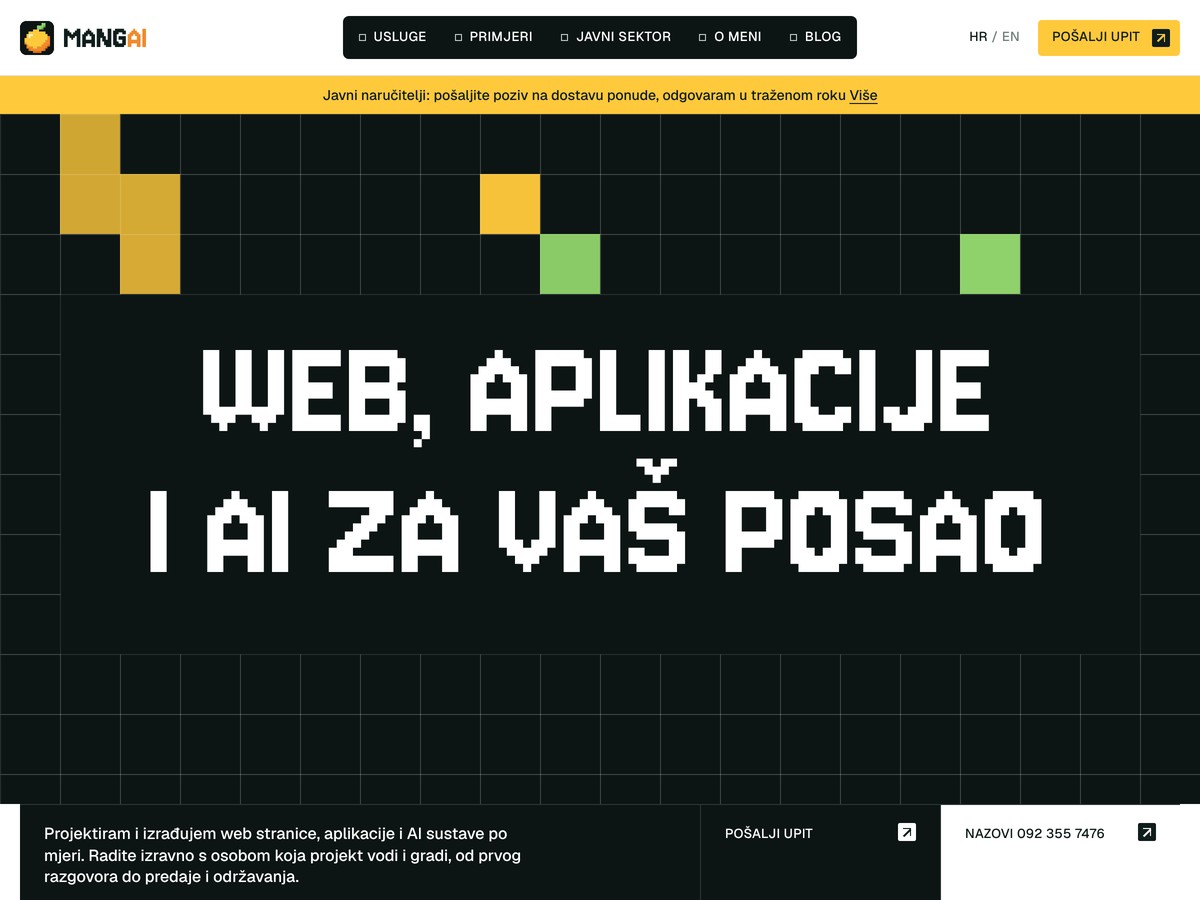 MANGAI
USLUGE
PRIMJERI
JAVNI SEKTOR
O MENI
BLOG
HR / EN
POŠALJI UPIT
Javni naručitelji: pošaljite poziv na dostavu ponude, odgovaram u traženom roku Više
WEB, APLIKACIJE
I AI ZA VAŠ POSAO
Projektiram i izrađujem web stranice, aplikacije i AI sustave po
mjeri. Radite izravno s osobom koja projekt vodi i gradi, od prvog
razgovora do predaje i održavanja.
POŠALJI UPIT
NAZOVI 092 355 7476